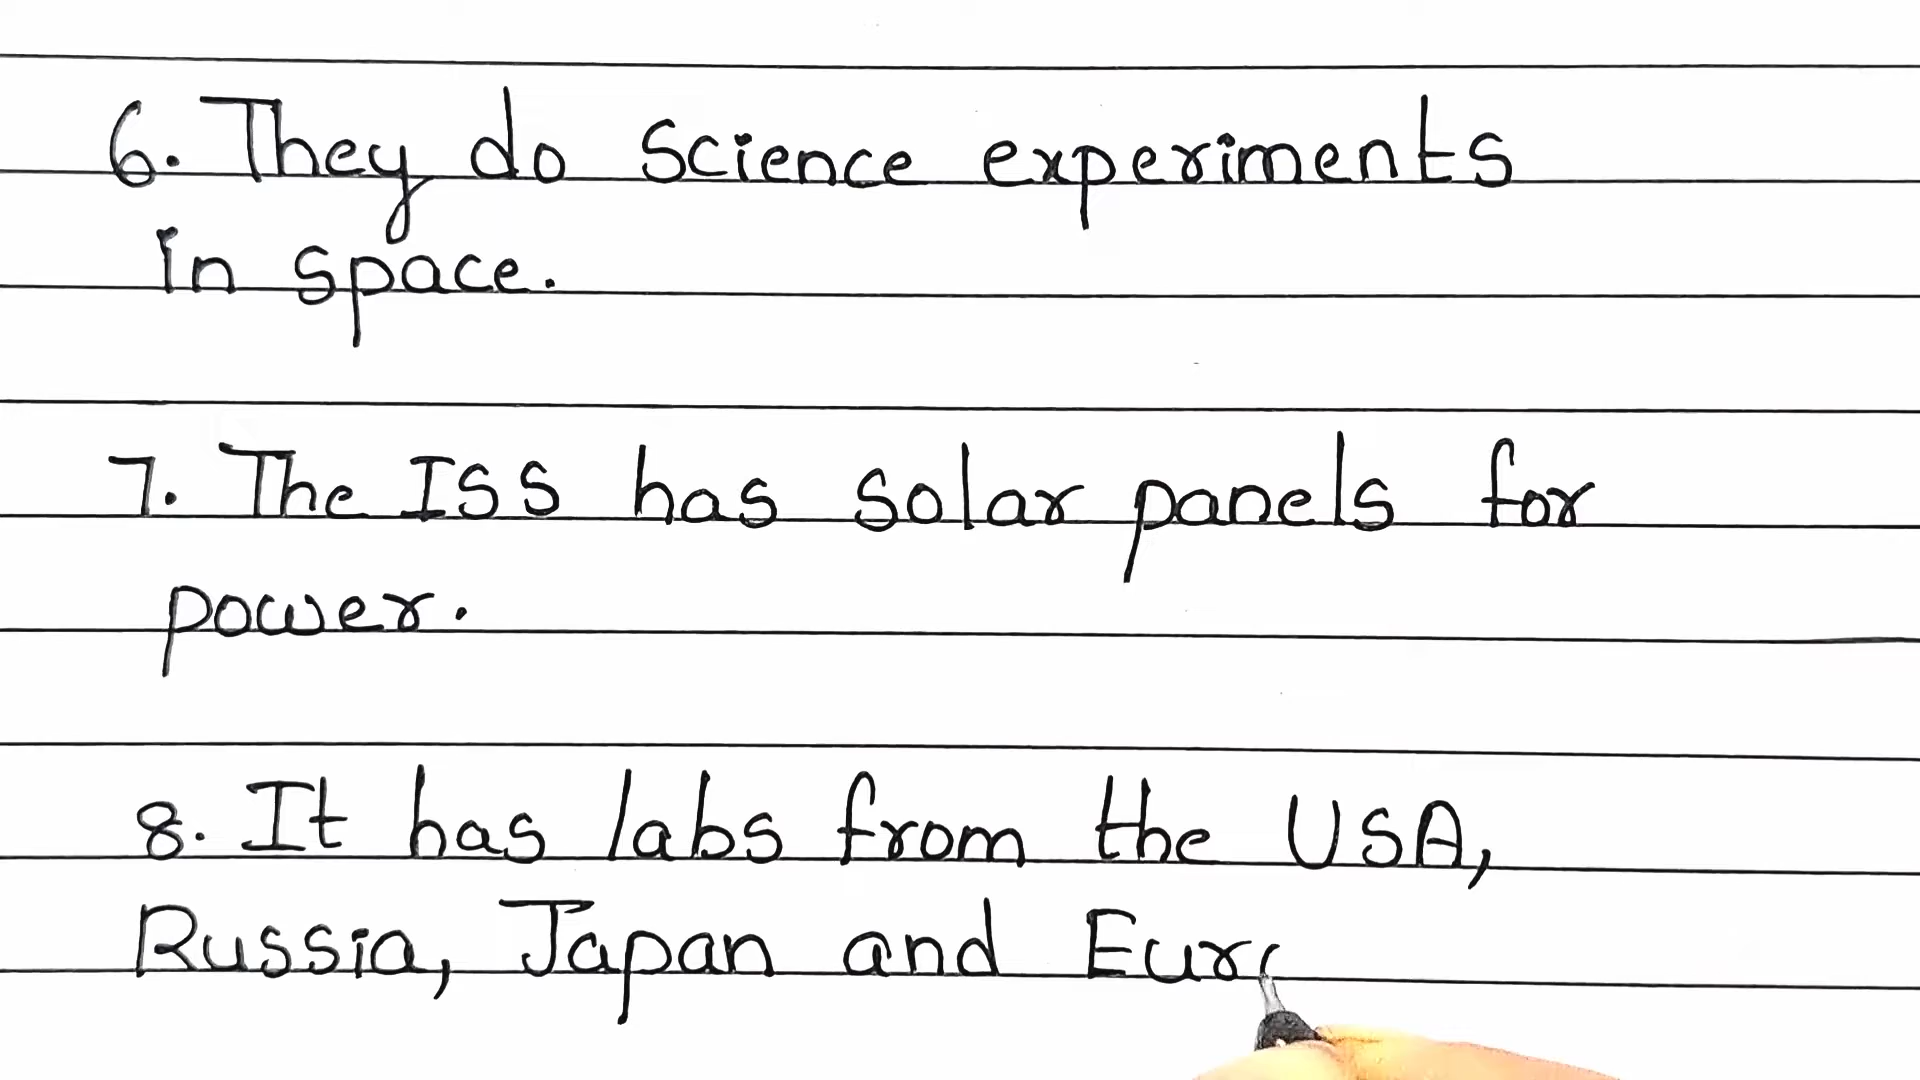 6. They do science experiments
in space.
7. The ISS has solar panels for
power.
8. It has labs from the USA,
Russia, Japan and Eur